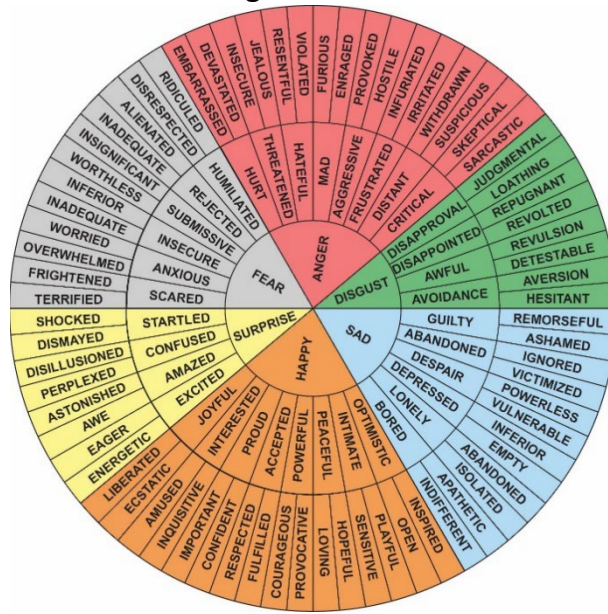 ANGER
HURT
THREATENED
HATEFUL
MAD
AGGRESSIVE
FRUSTRATED
DISTANT
CRITICAL
EMBARRASSED
DEVASTATED
INSECURE
JEALOUS
RESENTFUL
VIOLATED
FURIOUS
ENRAGED
PROVOKED
HOSTILE
INFURIATED
IRRITATED
WITHDRAWN
SUSPICIOUS
SKEPTICAL
SARCASTIC
DISGUST
DISAPPROVAL
DISAPPOINTED
AWFUL
AVOIDANCE
JUDGMENTAL
LOATHING
REPUGNANT
REVOLTED
REVULSION
DETESTABLE
AVERSION
HESITANT
SAD
GUILTY
ABANDONED
DESPAIR
DEPRESSED
LONELY
BORED
REMORSEFUL
ASHAMED
IGNORED
VICTIMIZED
POWERLESS
VULNERABLE
INFERIOR
EMPTY
ABANDONED
ISOLATED
APATHETIC
INDIFFERENT
HAPPY
OPTIMISTIC
INTIMATE
PEACEFUL
POWERFUL
ACCEPTED
PROUD
INTERESTED
JOYFUL
INSPIRED
OPEN
PLAYFUL
SENSITIVE
HOPEFUL
LOVING
PROVOCATIVE
COURAGEOUS
FULFILLED
RESPECTED
CONFIDENT
IMPORTANT
INQUISITIVE
AMUSED
ECSTATIC
LIBERATED
SURPRISE
EXCITED
AMAZED
CONFUSED
STARTLED
ENERGETIC
EAGER
AWE
ASTONISHED
PERPLEXED
DISILLUSIONED
DISMAYED
SHOCKED
FEAR
SCARED
ANXIOUS
INSECURE
SUBMISSIVE
REJECTED
HUMILIATED
TERRIFIED
FRIGHTENED
OVERWHELMED
WORRIED
INADEQUATE
INFERIOR
WORTHLESS
INSIGNIFICANT
INADEQUATE
ALIENATED
DISRESPECTED
RIDICULED